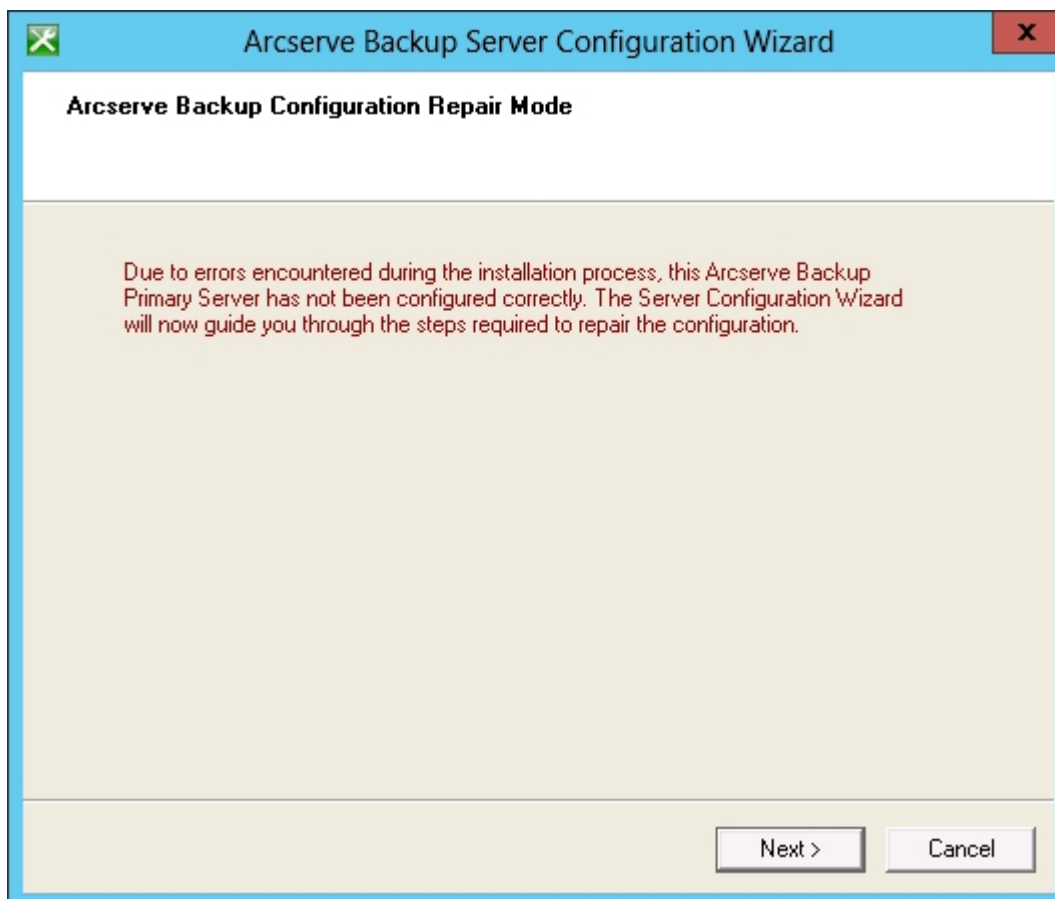 Arcserve Backup Server Configuration Wizard
x
Arcserve Backup Configuration Repair Mode
Due to errors encountered during the installation process, this Arcserve Backup
Primary Server has not been configured correctly. The Server Configuration Wizard
will now guide you through the steps required to repair the configuration.
Next >
Cancel